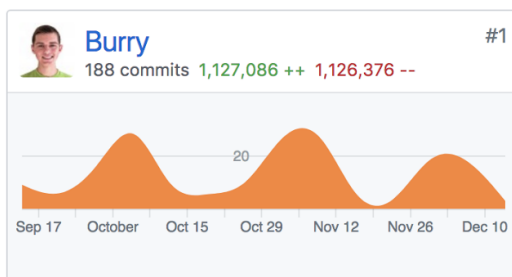 Burry
#1
188 commits 1,127,086 ++ 1,126,376 --
20
Sep 17 October Oct 15 Oct 29 Nov 12 Nov 26 Dec 10